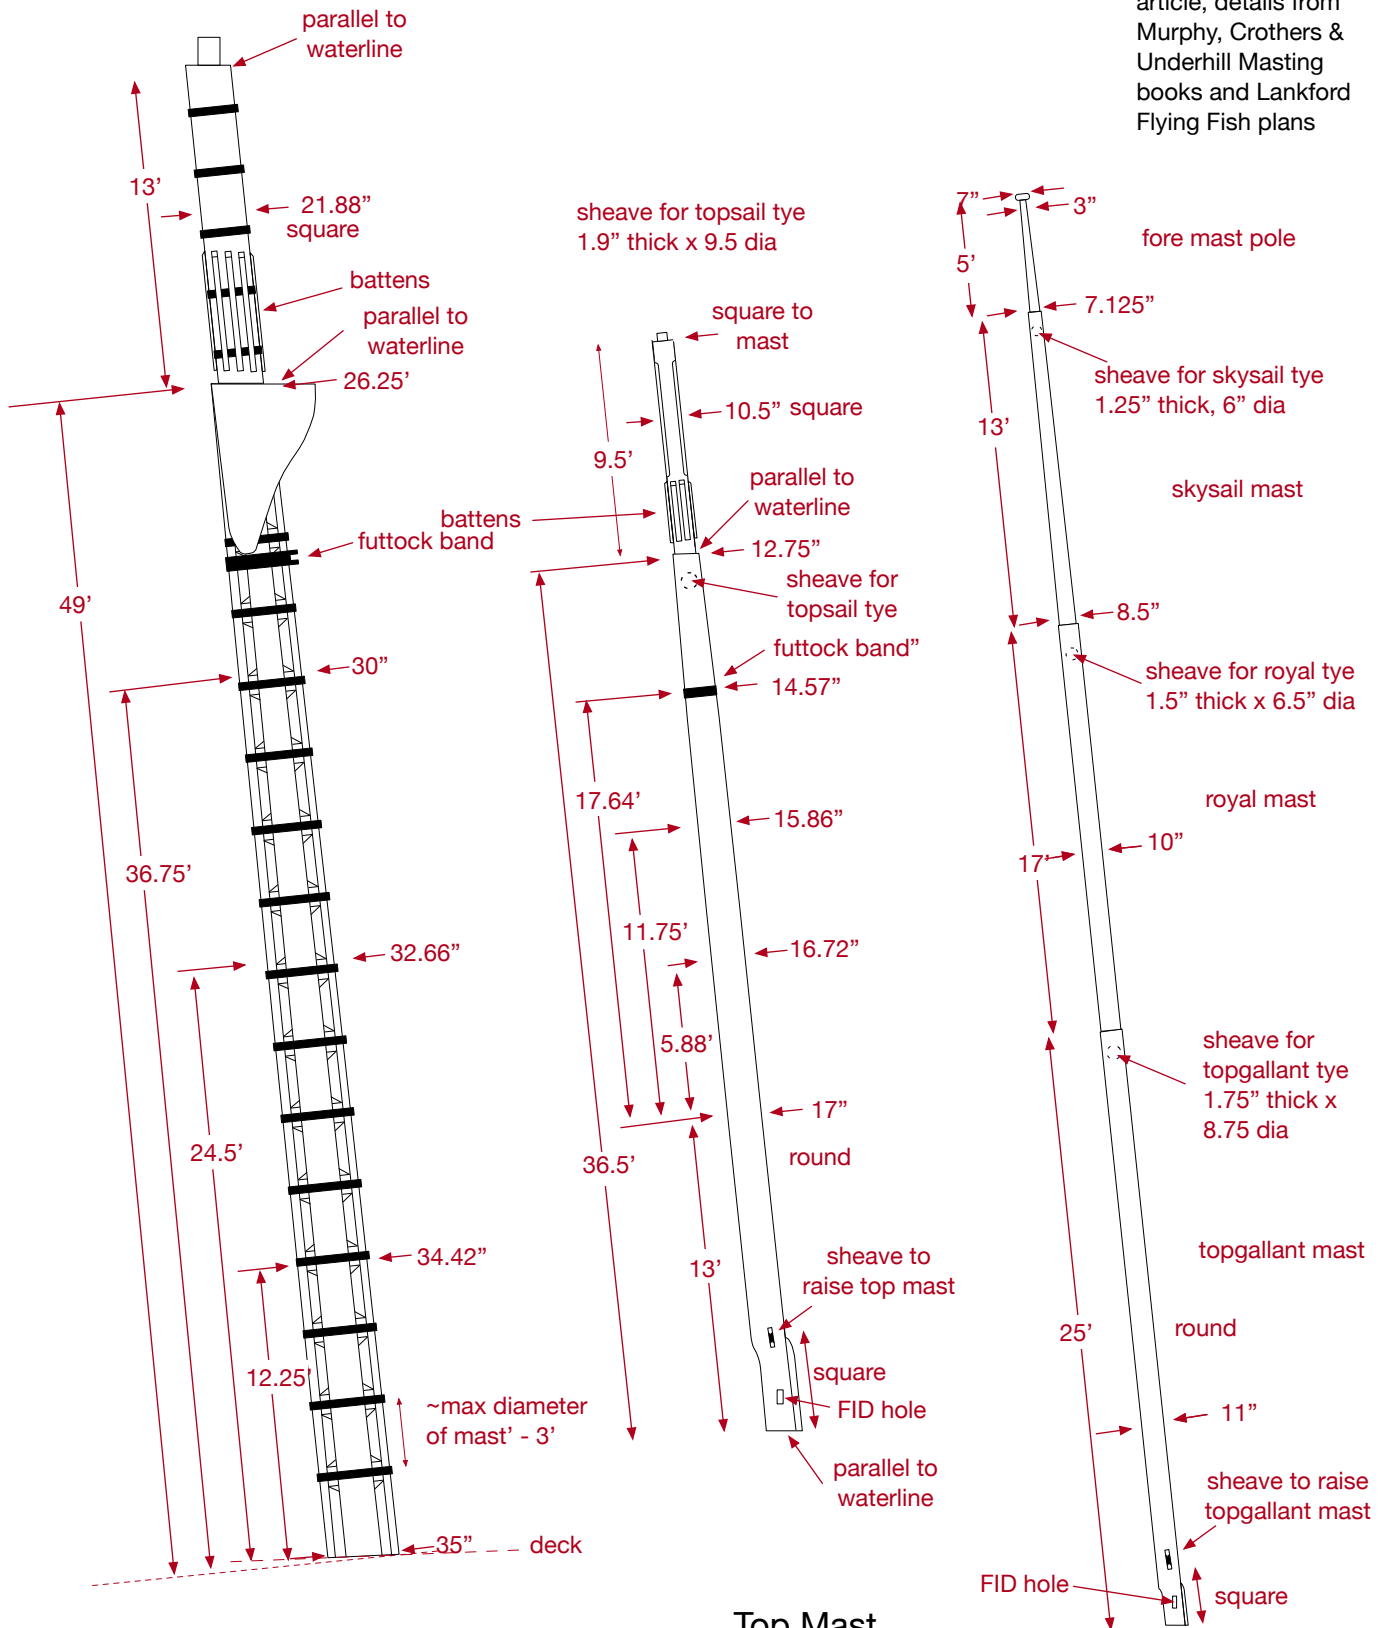 article, details from
Murphy, Crothers &
Underhill Masting
books and Lankford
Flying Fish plans
parallel to
waterline
13’
21.88”
square
battens
parallel to
waterline
26.25’
futtock band
49’
30”
36.75’
32.66”
24.5’
34.42”
12.25’
~max diameter
of mast’ - 3’
35”
deck
sheave for topsail tye
1.9” thick x 9.5 dia
square to
mast
10.5” square
9.5’
parallel to
waterline
battens
12.75”
sheave for
topsail tye
futtock band”
14.57”
17.64’
15.86”
11.75’
16.72”
5.88’
17”
36.5’
round
13’
sheave to
raise top mast
square
FID hole
parallel to
waterline
Top Mast
7”
3”
fore mast pole
5’
7.125”
sheave for skysail tye
1.25” thick, 6” dia
13’
skysail mast
8.5”
sheave for royal tye
1.5” thick x 6.5” dia
royal mast
10”
17’
sheave for
topgallant tye
1.75” thick x
8.75 dia
topgallant mast
25’
round
11”
sheave to raise
topgallant mast
FID hole
square